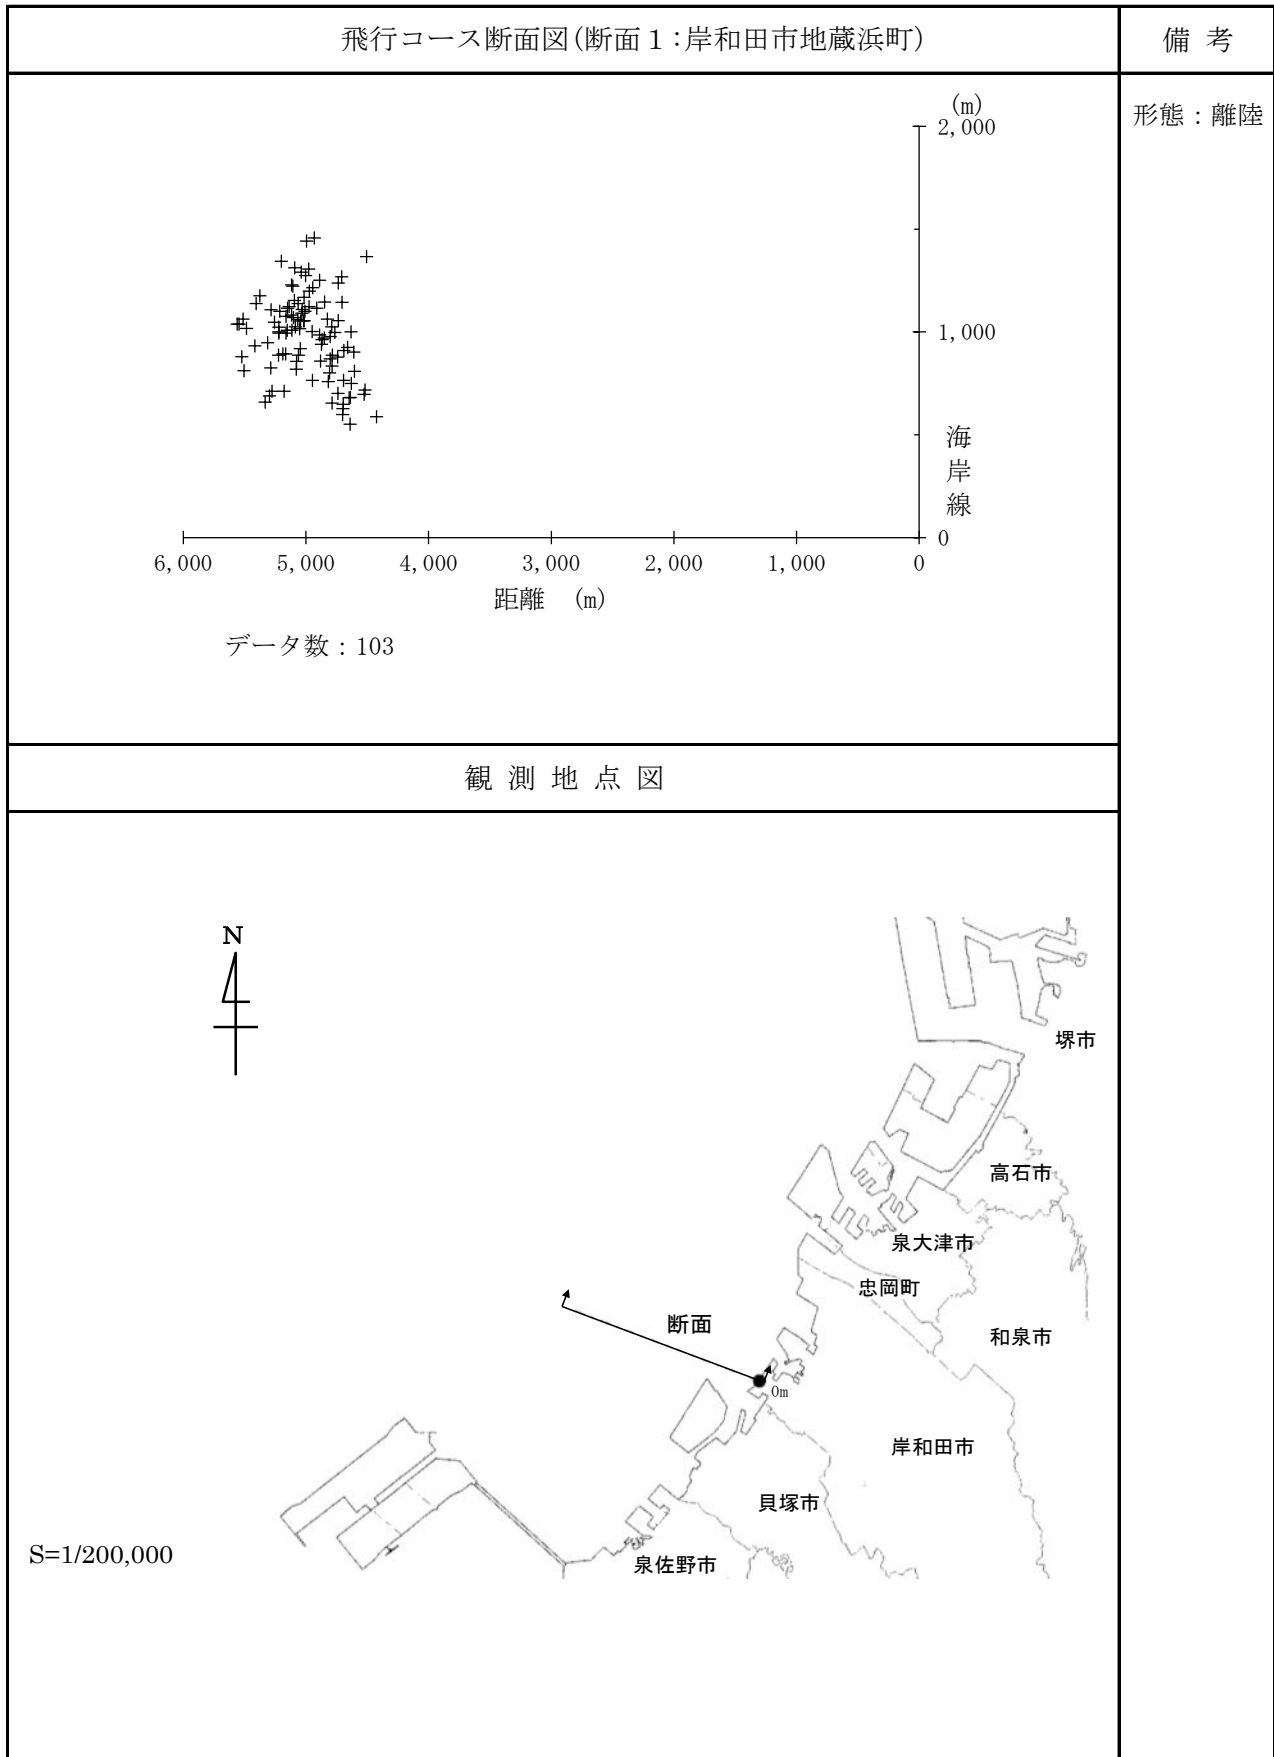 飛行コース断面図(断面1:岸和田市地蔵浜町)
備 考
形態：離陸
(m)
2,000
1,000
0
海岸線
6,000 5,000 4,000 3,000 2,000 1,000 0
距離 (m)
データ数：103
観 測 地 点 図
N
堺市
高石市
泉大津市
忠岡町
断面
和泉市
0m
岸和田市
貝塚市
S=1/200,000
泉佐野市